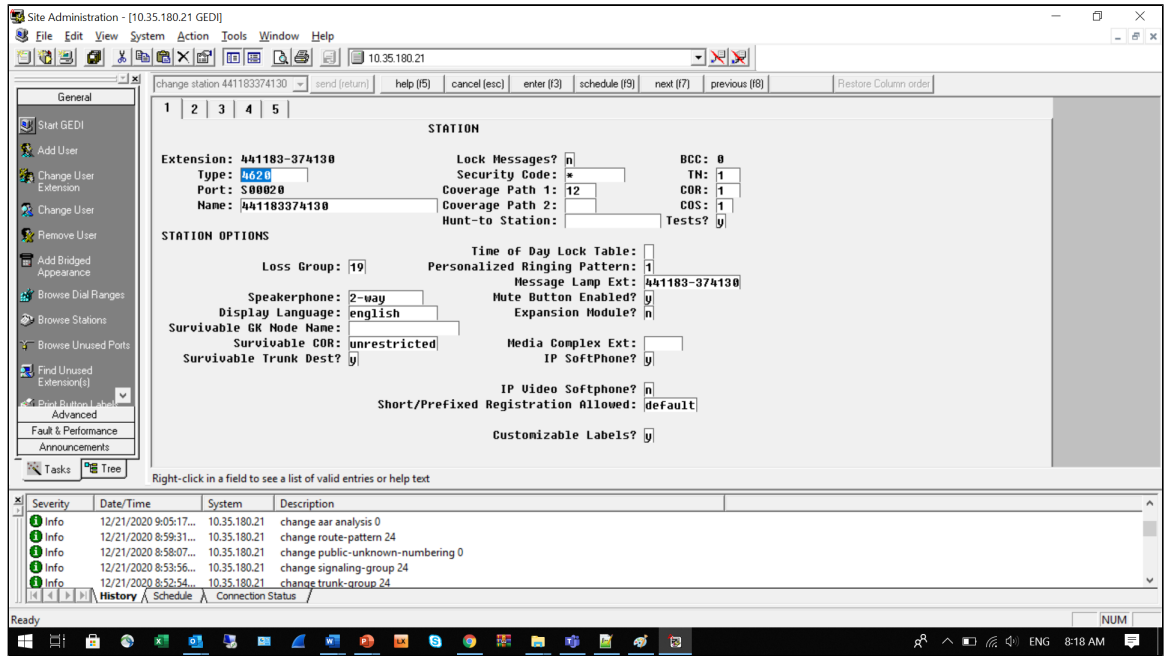 Site Administration - [10.35.180.21 GEDI]
File Edit View System Action Tools Window Help
10.35.180.21
change station 441183374130 send (return) help (f5) cancel (esc) enter (f3) schedule (f9) next (f7) previous (f8) Restore Column order
General
Start GEDI
Add User
Change User Extension
Change User
Remove User
Add Bridged Appearance
Browse Dial Ranges
Browse Stations
Browse Unused Ports
Find Unused Extension(s)
Print Button Labels
Advanced
Fault & Performance
Announcements
Tasks Tree
1 2 3 4 5
STATION
Extension: 441183-374130 Lock Messages? n BCC: 0
Type: 4620 Security Code: * TN: 1
Port: S00020 Coverage Path 1: 12 COR: 1
Name: 441183374130 Coverage Path 2: COS: 1
Hunt-to Station: Tests? y
STATION OPTIONS
Time of Day Lock Table:
Loss Group: 19 Personalized Ringing Pattern: 1
Message Lamp Ext: 441183-374130
Speakerphone: 2-way Mute Button Enabled? y
Display Language: english Expansion Module? n
Survivable GK Node Name:
Survivable COR: unrestricted Media Complex Ext:
Survivable Trunk Dest? y IP SoftPhone? y
IP Video Softphone? n
Short/Prefixed Registration Allowed: default
Customizable Labels? y
Right-click in a field to see a list of valid entries or help text
Severity Date/Time System Description
Info 12/21/2020 9:05:17... 10.35.180.21 change aar analysis 0
Info 12/21/2020 8:59:31... 10.35.180.21 change route-pattern 24
Info 12/21/2020 8:58:07... 10.35.180.21 change public-unknown-numbering 0
Info 12/21/2020 8:53:56... 10.35.180.21 change signaling-group 24
Info 12/21/2020 8:52:54... 10.35.180.21 change trunk-group 24
History Schedule Connection Status
Ready NUM
ENG 8:18 AM